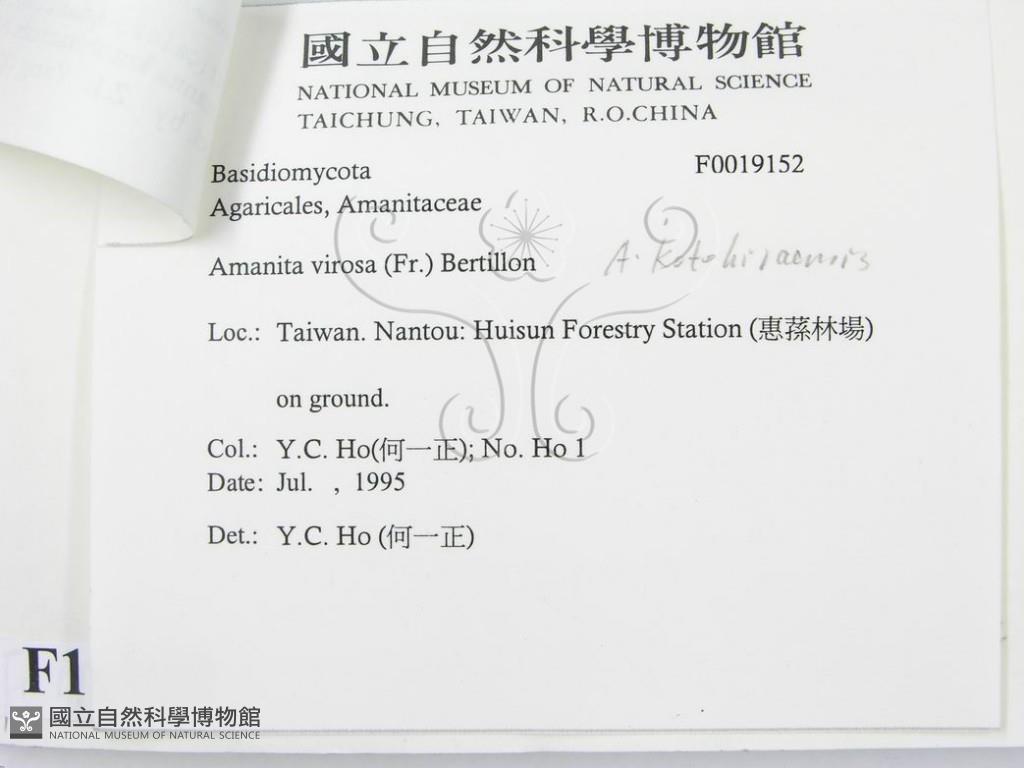 國立自然科學博物館
NATIONAL MUSEUM OF NATURAL SCIENCE
TAICHUNG, TAIWAN, R.O.CHINA
Basidiomycota F0019152
Agaricales, Amanitaceae
Amanita virosa (Fr.) Bertillon A. kotohiraensis
Loc.: Taiwan. Nantou: Huisun Forestry Station (惠蓀林場)
on ground.
Col.: Y.C. Ho(何一正); No. Ho 1
Date: Jul. , 1995
Det.: Y.C. Ho (何一正)
F1
國立自然科學博物館
NATIONAL MUSEUM OF NATURAL SCIENCE